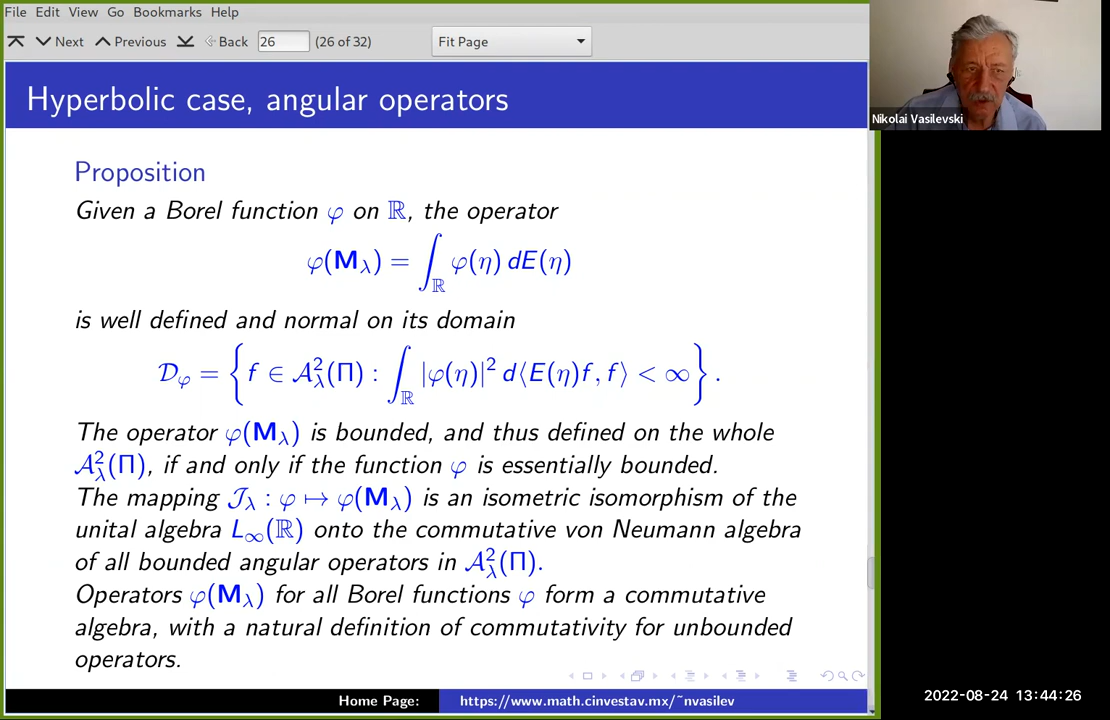 File Edit View Go Bookmarks Help
Next Previous Back 26 (26 of 32) Fit Page
Nikolai Vasilevski
Hyperbolic case, angular operators
Proposition
Given a Borel function φ on ℝ, the operator
φ(M_λ) = ∫_ℝ φ(η) dE(η)
is well defined and normal on its domain
𝒟_φ = { f ∈ 𝒜²_λ(Π) : ∫_ℝ |φ(η)|² d⟨E(η)f, f⟩ < ∞ } .
The operator φ(M_λ) is bounded, and thus defined on the whole
𝒜²_λ(Π), if and only if the function φ is essentially bounded.
The mapping 𝒥_λ : φ ↦ φ(M_λ) is an isometric isomorphism of the
unital algebra L_∞(ℝ) onto the commutative von Neumann algebra
of all bounded angular operators in 𝒜²_λ(Π).
Operators φ(M_λ) for all Borel functions φ form a commutative
algebra, with a natural definition of commutativity for unbounded
operators.
Home Page: https://www.math.cinvestav.mx/~nvasilev
2022-08-24 13:44:26